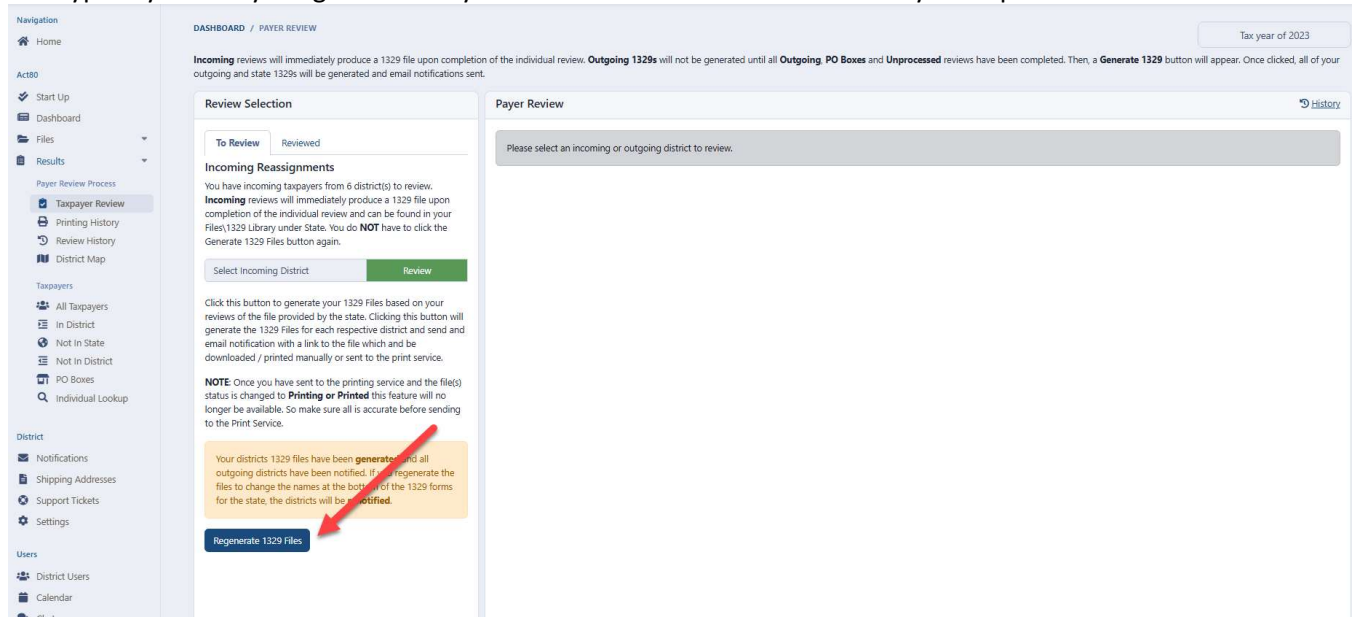 Navigation
Home
Act80
Start Up
Dashboard
Files
Results
Payer Review Process
Taxpayer Review
Printing History
Review History
District Map
Taxpayers
All Taxpayers
In District
Not In State
Not In District
PO Boxes
Individual Lookup
District
Notifications
Shipping Addresses
Support Tickets
Settings
Users
District Users
Calendar
DASHBOARD / PAYER REVIEW
Tax year of 2023
Incoming reviews will immediately produce a 1329 file upon completion of the individual review. Outgoing 1329s will not be generated until all Outgoing, PO Boxes and Unprocessed reviews have been completed. Then, a Generate 1329 button will appear. Once clicked, all of your
outgoing and state 1329s will be generated and email notifications sent.
Review Selection
To Review Reviewed
Incoming Reassignments
You have incoming taxpayers from 6 district(s) to review.
Incoming reviews will immediately produce a 1329 file upon
completion of the individual review and can be found in your
Files\1329 Library under State. You do NOT have to click the
Generate 1329 Files button again.
Select Incoming District Review
Click this button to generate your 1329 Files based on your
reviews of the file provided by the state. Clicking this button will
generate the 1329 Files for each respective district and send and
email notification with a link to the file which and be
downloaded / printed manually or sent to the print service.
NOTE: Once you have sent to the printing service and the file(s)
status is changed to Printing or Printed this feature will no
longer be available. So make sure all is accurate before sending
to the Print Service.
Your districts 1329 files have been generated and all
outgoing districts have been notified. If you regenerate the
files to change the names at the bottom of the 1329 forms
for the state, the districts will be notified.
Regenerate 1329 Files
Payer Review History
Please select an incoming or outgoing district to review.